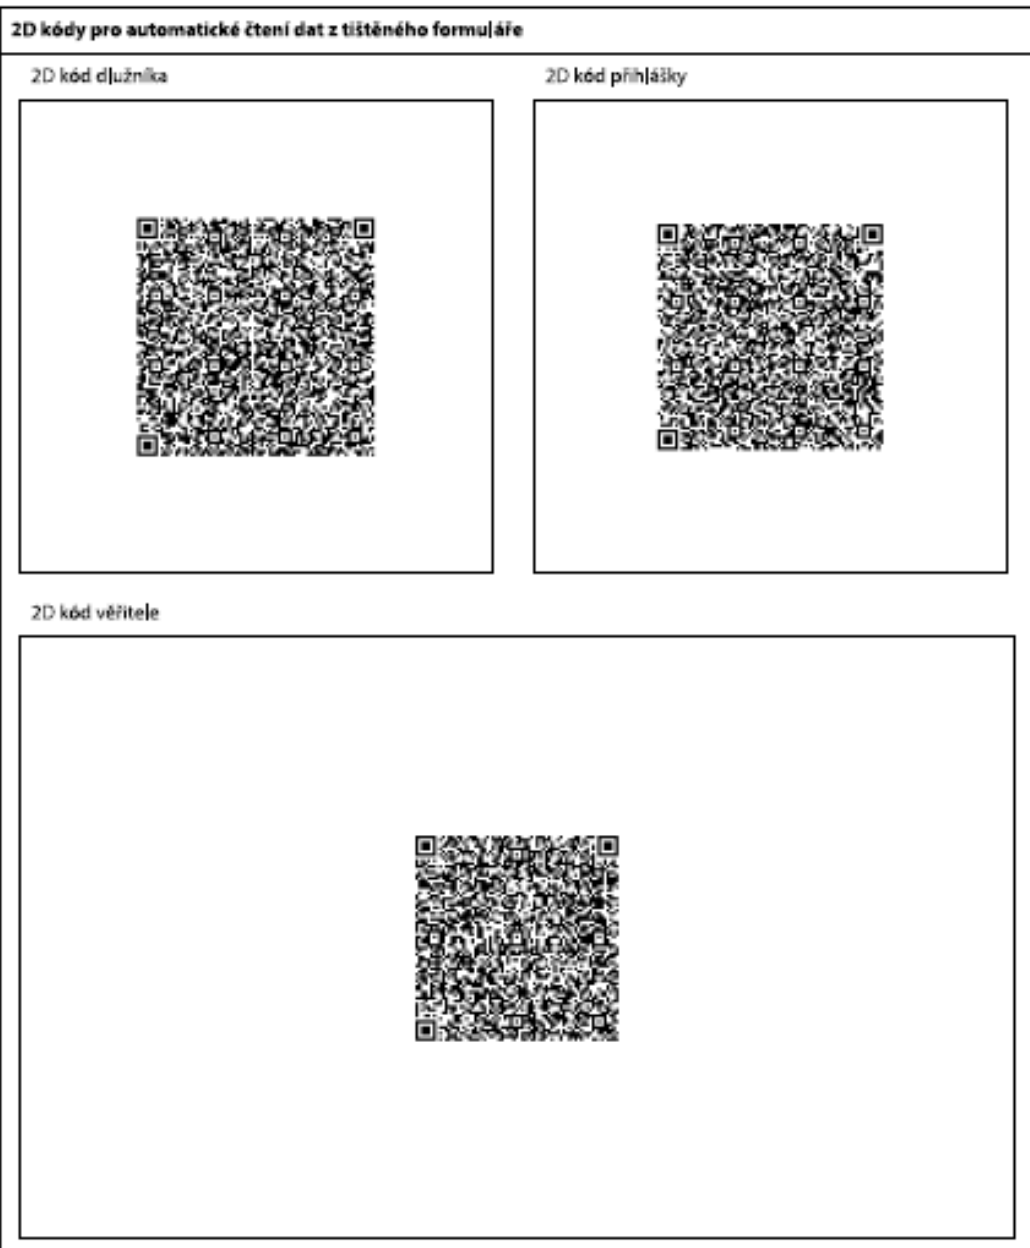 2D kódy pro automatické čtení dat z tištěného formuláře
2D kód dlužníka
2D kód přihlášky
2D kód věřitele